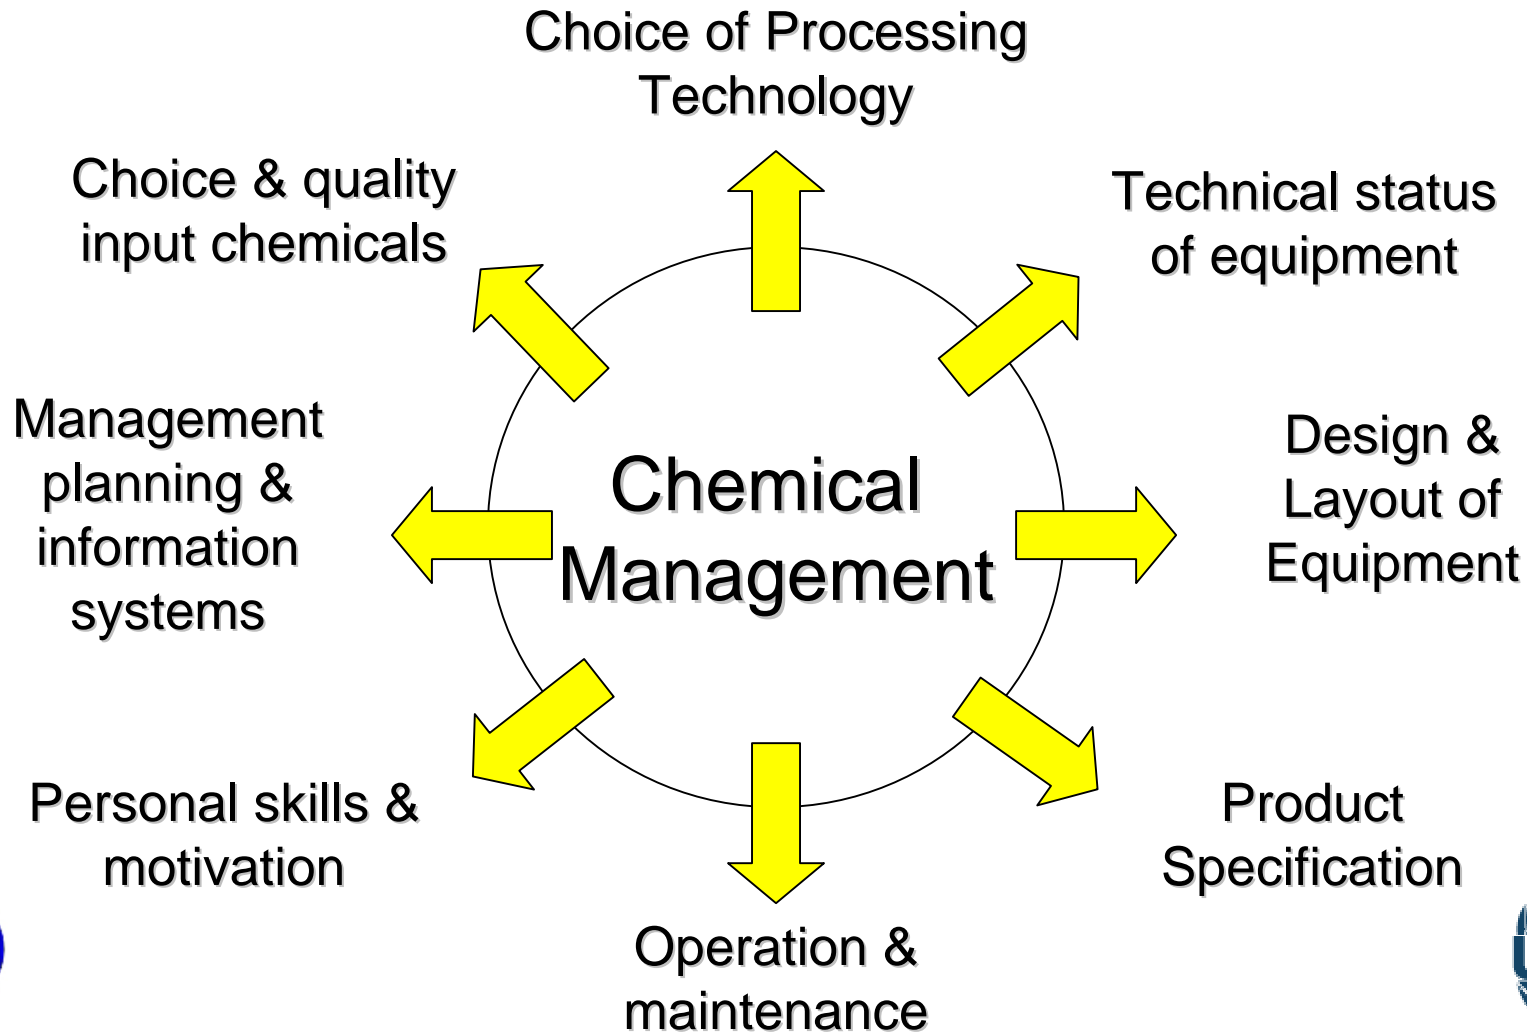 Choice of Processing
Technology
Choice & quality
input chemicals
Technical status
of equipment
Management
planning &
information
systems
Chemical
Management
Design &
Layout of
Equipment
Personal skills &
motivation
Product
Specification
Operation &
maintenance